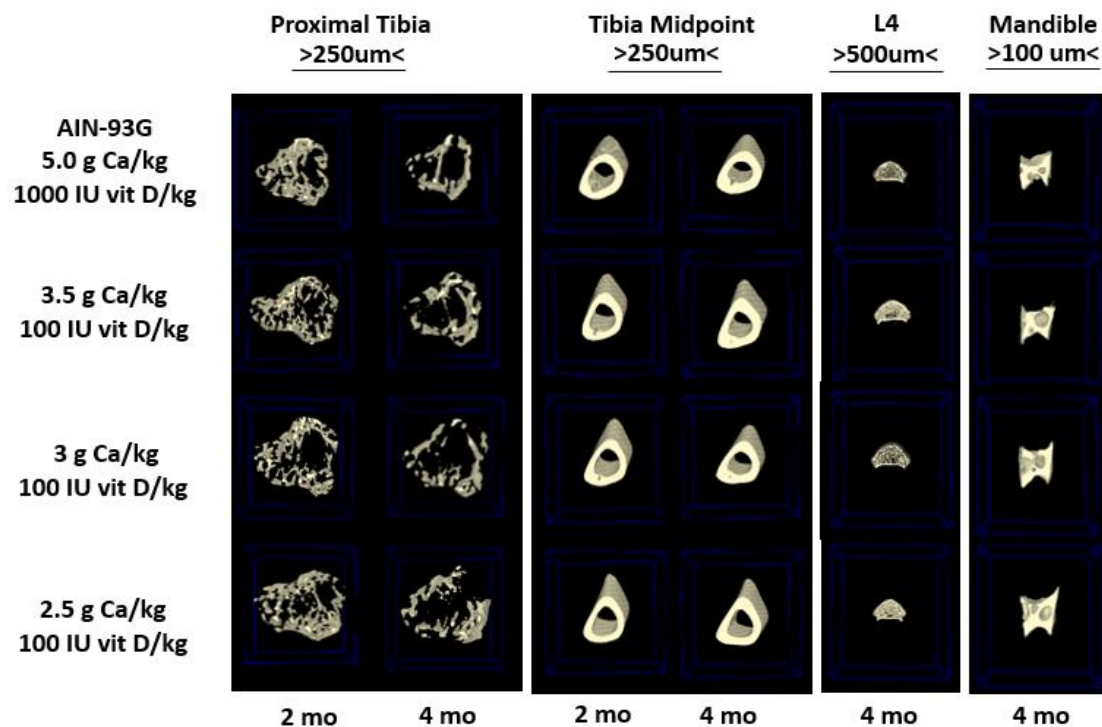 Proximal Tibia
>250um<
Tibia Midpoint
>250um<
L4
>500um<
Mandible
>100 um<
AIN-93G
5.0 g Ca/kg
1000 IU vit D/kg
3.5 g Ca/kg
100 IU vit D/kg
3 g Ca/kg
100 IU vit D/kg
2.5 g Ca/kg
100 IU vit D/kg
2 mo
4 mo
2 mo
4 mo
4 mo
4 mo